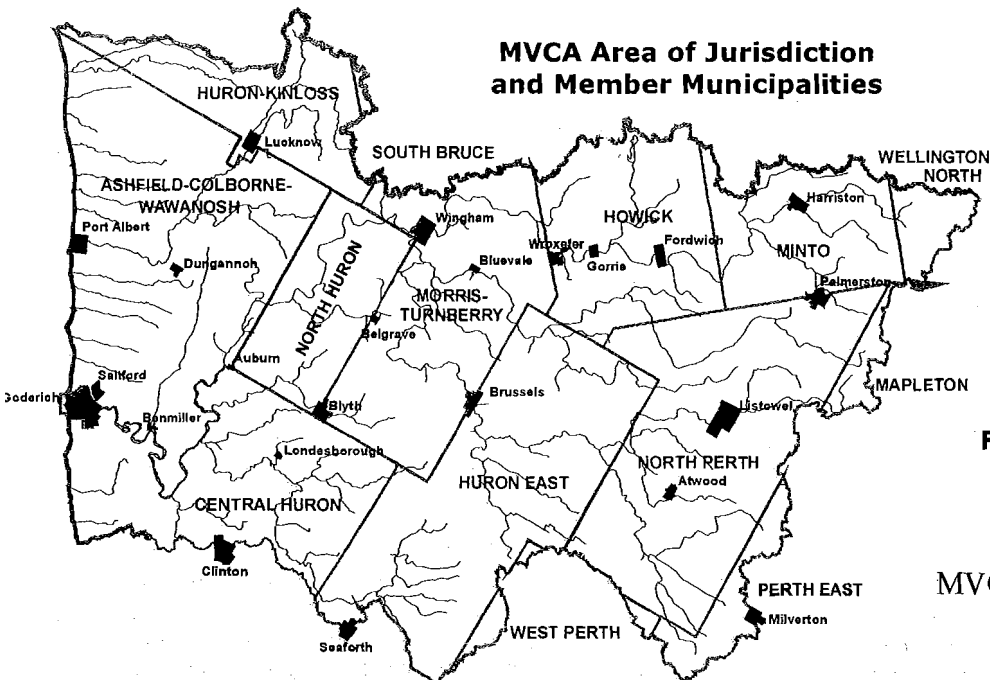 MVCA Area of Jurisdiction
and Member Municipalities
HURON-KINLOSS
Lucknow
SOUTH BRUCE
WELLINGTON
NORTH
ASHFIELD-COLBORNE-
WAWANOSH
Wingham
HOWICK
Harriston
Port Albert
Wroxeter
Fordwich
MINTO
Dungannon
Bluevale
Gorrie
NORTH HURON
MORRIS-
TURNBERRY
Palmerston
Belgrave
Auburn
Saltford
MAPLETON
Goderich
Brussels
Blyth
Listowel
Benmiller
F
Londesborough
NORTH PERTH
HURON EAST
Atwood
CENTRAL HURON
Clinton
MVC
PERTH EAST
Milverton
WEST PERTH
Seaforth